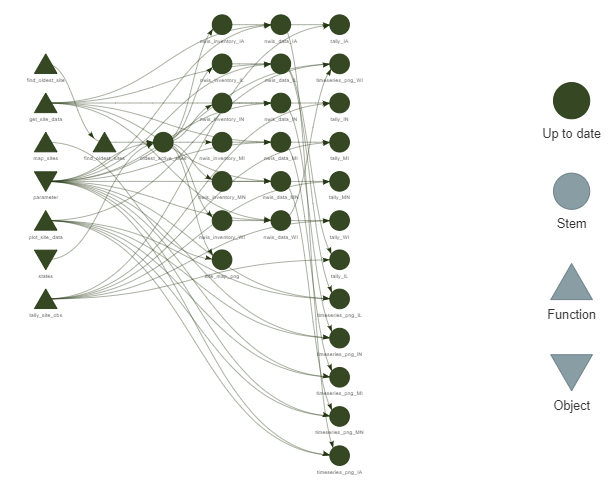 nwis_inventory_IA
nwis_data_IA
tally_IA
find_oldest_site
nwis_inventory_IL
nwis_data_IL
timeseries_png_WI
get_site_data
nwis_inventory_IN
nwis_data_IN
tally_IN
Up to date
map_sites
find_oldest_sites
oldest_active_sites
nwis_inventory_MI
nwis_data_MI
tally_MI
parameter
nwis_inventory_MN
nwis_data_MN
tally_MN
Stem
plot_site_data
nwis_inventory_WI
nwis_data_WI
tally_WI
states
site_map_png
tally_IL
tally_site_obs
timeseries_png_IL
Function
timeseries_png_IN
timeseries_png_MI
Object
timeseries_png_MN
timeseries_png_IA